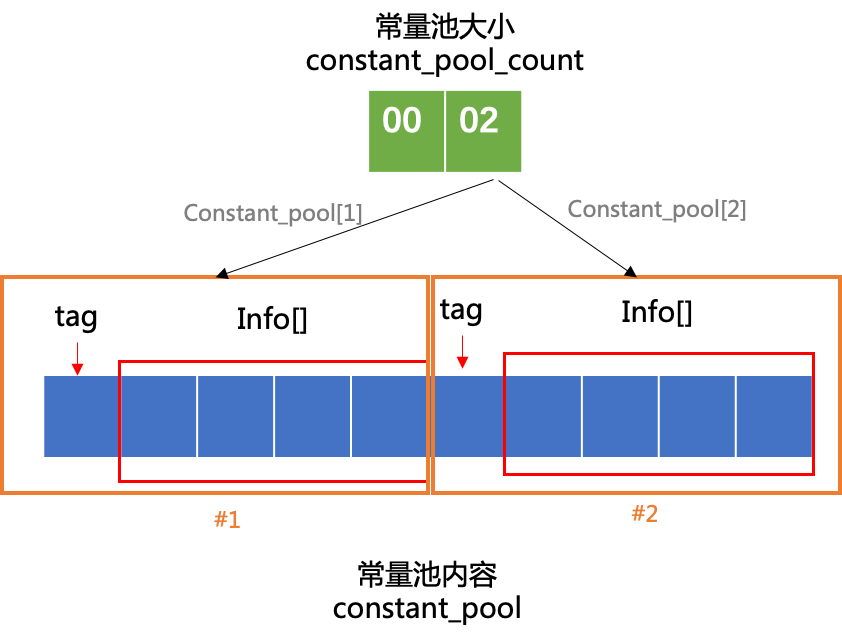 常量池大小
constant_pool_count
00 02
Constant_pool[1]
Constant_pool[2]
tag
Info[]
tag
Info[]
#1
#2
常量池内容
constant_pool